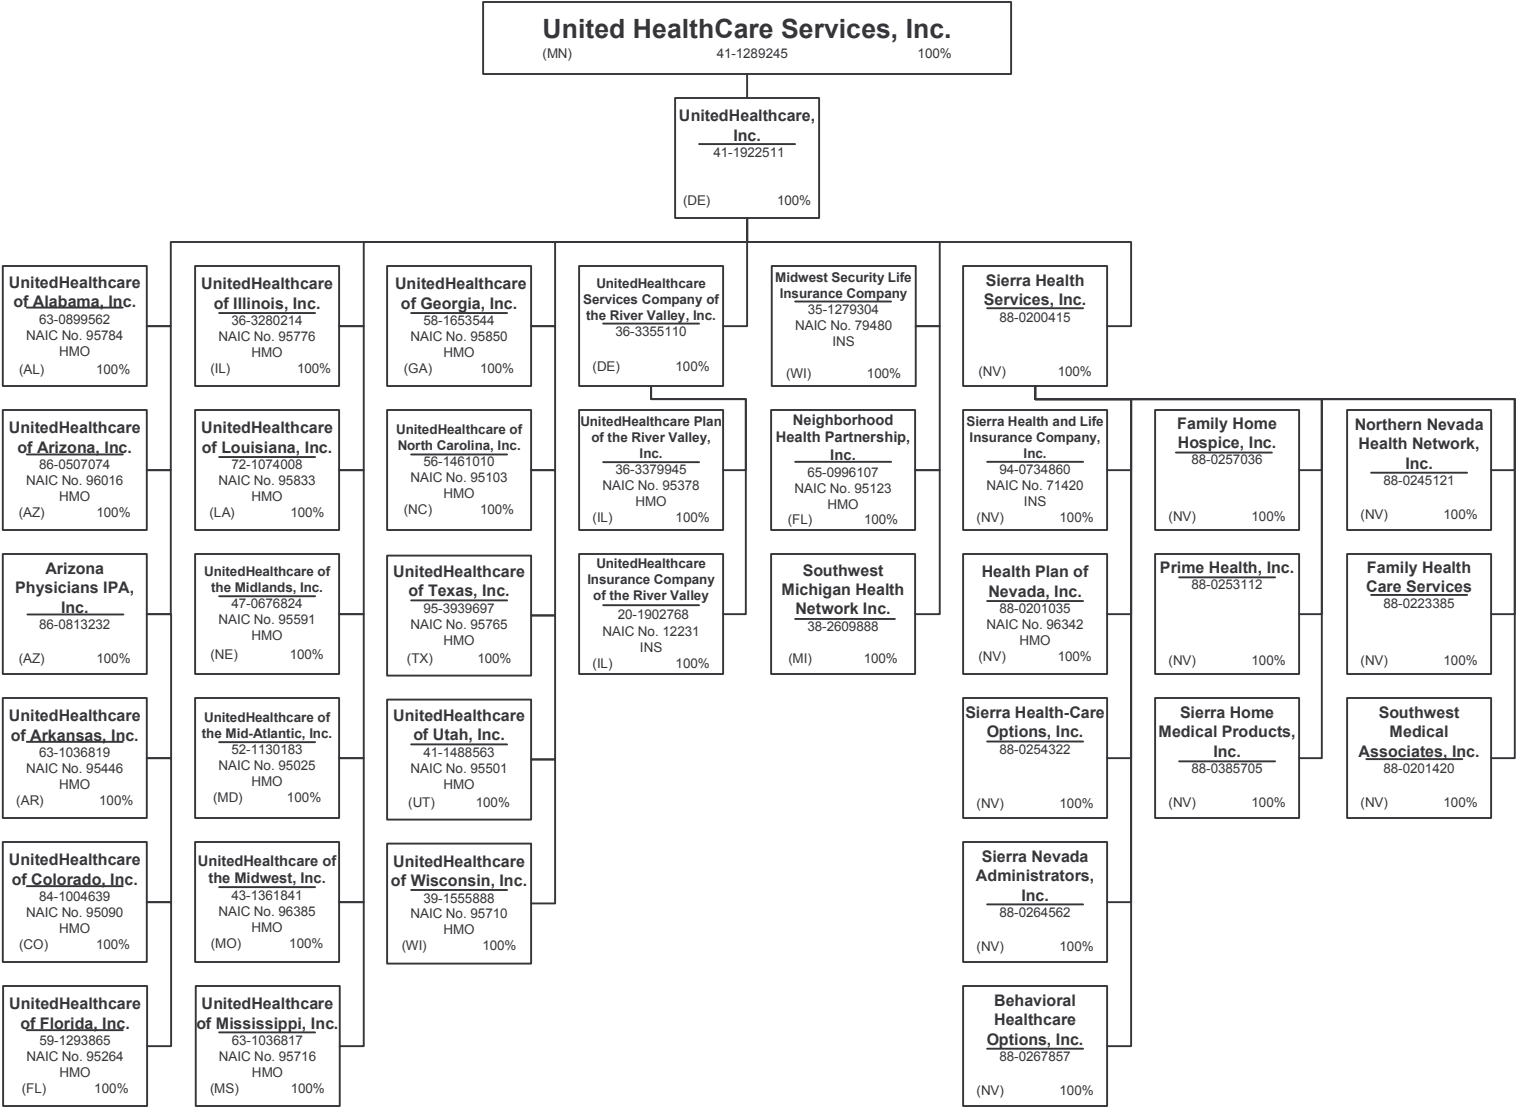 United HealthCare Services, Inc.
(MN) 41-1289245 100%
UnitedHealthcare,
Inc.
41-1922511
(DE) 100%
UnitedHealthcare
of Alabama, Inc.
63-0899562
NAIC No. 95784
HMO
(AL) 100%
UnitedHealthcare
of Illinois, Inc.
36-3280214
NAIC No. 95776
HMO
(IL) 100%
UnitedHealthcare
of Georgia, Inc.
58-1653544
NAIC No. 95850
HMO
(GA) 100%
UnitedHealthcare
Services Company of
the River Valley, Inc.
36-3355110
(DE) 100%
Midwest Security Life
Insurance Company
35-1279304
NAIC No. 79480
INS
(WI) 100%
Sierra Health
Services, Inc.
88-0200415
(NV) 100%
UnitedHealthcare
of Arizona, Inc.
86-0507074
NAIC No. 96016
HMO
(AZ) 100%
UnitedHealthcare
of Louisiana, Inc.
72-1074008
NAIC No. 95833
HMO
(LA) 100%
UnitedHealthcare of
North Carolina, Inc.
56-1461010
NAIC No. 95103
HMO
(NC) 100%
UnitedHealthcare Plan
of the River Valley,
Inc.
36-3379945
NAIC No. 95378
HMO
(IL) 100%
Neighborhood
Health Partnership,
Inc.
65-0996107
NAIC No. 95123
HMO
(FL) 100%
Sierra Health and Life
Insurance Company,
Inc.
94-0734860
NAIC No. 71420
INS
(NV) 100%
Family Home
Hospice, Inc.
88-0257036
(NV) 100%
Northern Nevada
Health Network,
Inc.
88-0245121
(NV) 100%
Arizona
Physicians IPA,
Inc.
86-0813232
(AZ) 100%
UnitedHealthcare of
the Midlands, Inc.
47-0676824
NAIC No. 95591
HMO
(NE) 100%
UnitedHealthcare
of Texas, Inc.
95-3939697
NAIC No. 95765
HMO
(TX) 100%
UnitedHealthcare
Insurance Company
of the River Valley
20-1902768
NAIC No. 12231
INS
(IL) 100%
Southwest
Michigan Health
Network Inc.
38-2609888
(MI) 100%
Health Plan of
Nevada, Inc.
88-0201035
NAIC No. 96342
HMO
(NV) 100%
Prime Health, Inc.
88-0253112
(NV) 100%
Family Health
Care Services
88-0223385
(NV) 100%
UnitedHealthcare
of Arkansas, Inc.
63-1036819
NAIC No. 95446
HMO
(AR) 100%
UnitedHealthcare of
the Mid-Atlantic, Inc.
52-1130183
NAIC No. 95025
HMO
(MD) 100%
UnitedHealthcare
of Utah, Inc.
41-1488563
NAIC No. 95501
HMO
(UT) 100%
Sierra Health-Care
Options, Inc.
88-0254322
(NV) 100%
Sierra Home
Medical Products,
Inc.
88-0385705
(NV) 100%
Southwest
Medical
Associates, Inc.
88-0201420
(NV) 100%
UnitedHealthcare
of Colorado, Inc.
84-1004639
NAIC No. 95090
HMO
(CO) 100%
UnitedHealthcare of
the Midwest, Inc.
43-1361841
NAIC No. 96385
HMO
(MO) 100%
UnitedHealthcare
of Wisconsin, Inc.
39-1555888
NAIC No. 95710
HMO
(WI) 100%
Sierra Nevada
Administrators,
Inc.
88-0264562
(NV) 100%
UnitedHealthcare
of Florida, Inc.
59-1293865
NAIC No. 95264
HMO
(FL) 100%
UnitedHealthcare
of Mississippi, Inc.
63-1036817
NAIC No. 95716
HMO
(MS) 100%
Behavioral
Healthcare
Options, Inc.
88-0267857
(NV) 100%